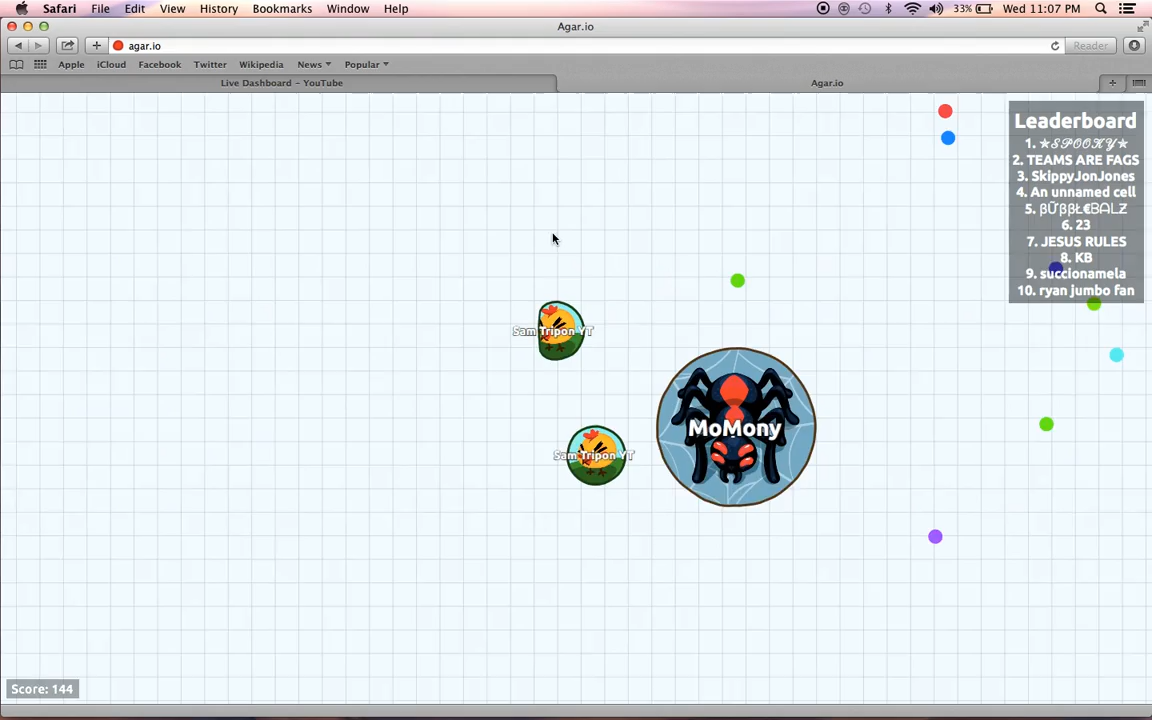 Safari File Edit View History Bookmarks Window Help 33% Wed 11:07 PM
Agar.io
agar.io Reader
Apple iCloud Facebook Twitter Wikipedia News Popular
Live Dashboard – YouTube Agar.io
Leaderboard
1. ★𝓢𝓟𝓞𝓞𝓚𝓨★
2. TEAMS ARE FAGS
3. SkippyJonJones
4. An unnamed cell
5.
6. 23
7. JESUS RULES
8. KB
9. succionamela
10. ryan jumbo fan
Sam Tripon YT
MoMony
Sam Tripon YT
Score: 144